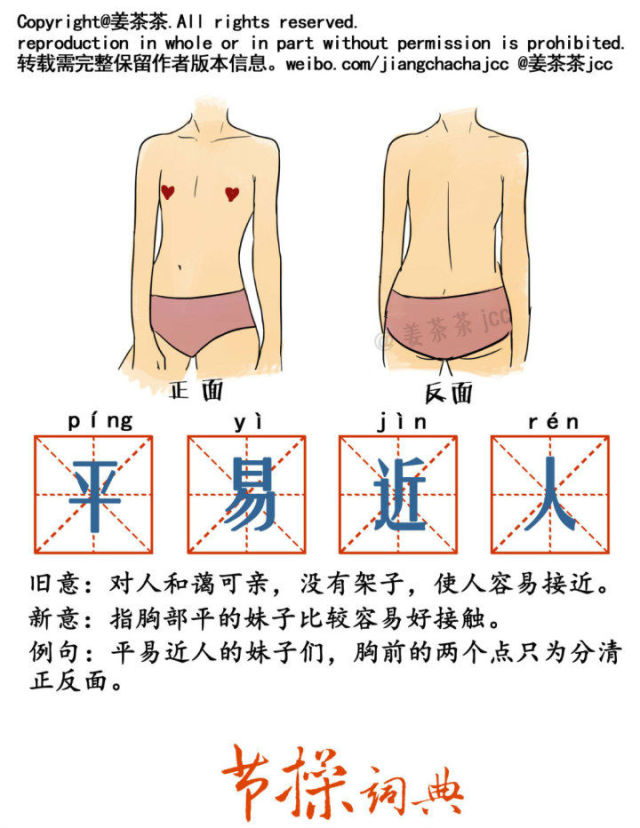 Copyright@姜茶茶.All rights reserved.
reproduction in whole or in part without permission is prohibited.
转载需完整保留作者版本信息。weibo.com/jiangchachajcc @姜茶茶jcc
@姜茶茶jcc
正面 反面
píng yì jìn rén
平易近人
旧意：对人和蔼可亲，没有架子，使人容易接近。
新意：指胸部平的妹子比较容易好接触。
例句：平易近人的妹子们，胸前的两个点只为分清
正反面。
节操词典